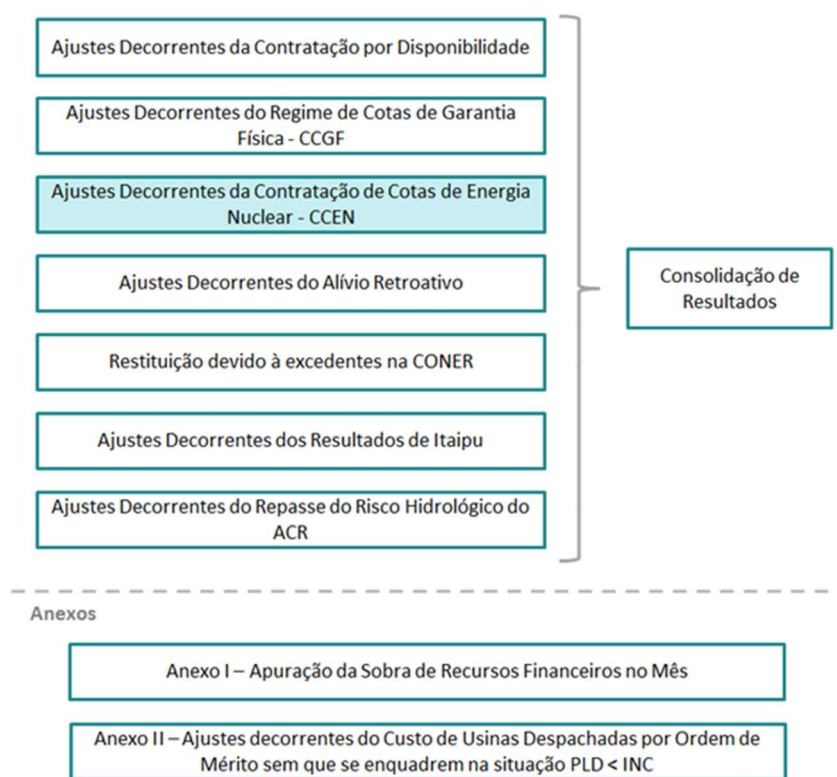 Ajustes Decorrentes da Contratação por Disponibilidade
Ajustes Decorrentes do Regime de Cotas de Garantia
Física - CCGF
Ajustes Decorrentes da Contratação de Cotas de Energia
Nuclear - CCEN
Ajustes Decorrentes do Alívio Retroativo
Restituição devido à excedentes na CONER
Ajustes Decorrentes dos Resultados de Itaipu
Ajustes Decorrentes do Repasse do Risco Hidrológico do
ACR
Consolidação de
Resultados
Anexos
Anexo I – Apuração da Sobra de Recursos Financeiros no Mês
Anexo II – Ajustes decorrentes do Custo de Usinas Despachadas por Ordem de
Mérito sem que se enquadrem na situação PLD < INC